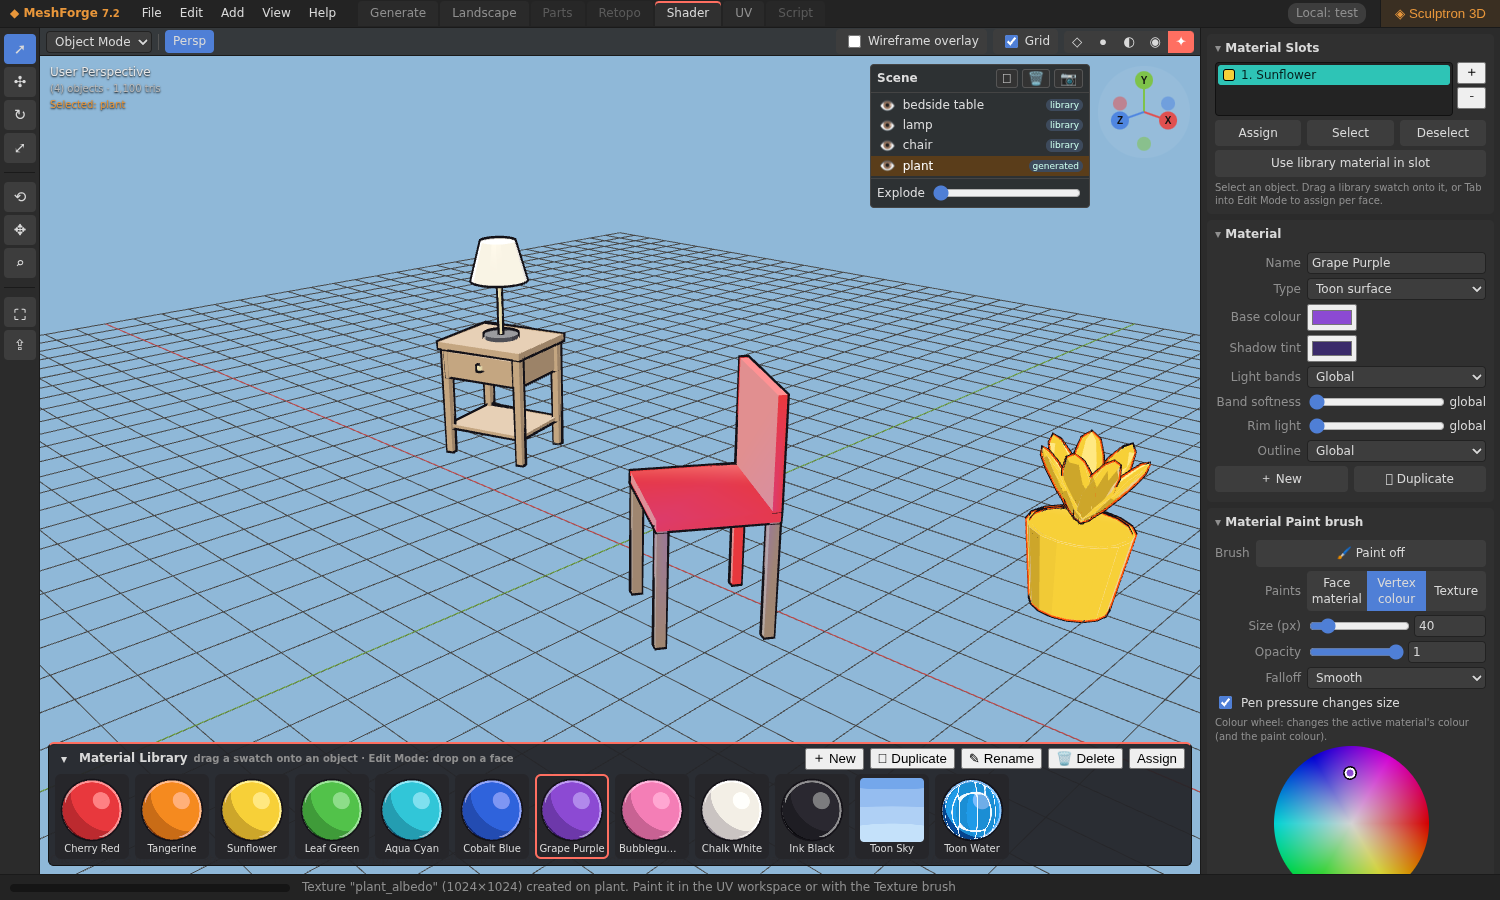 MeshForge 7.2 File Edit Add View Help Generate Landscape Parts Retopo Shader UV Script Local: test Sculptron 3D
Object Mode Persp Wireframe overlay Grid
User Perspective
(4) objects · 1,100 tris
Selected: plant
Scene
bedside table library
lamp library
chair library
plant generated
Explode
Y
Z
X
Material Slots
1. Sunflower
+
-
Assign Select Deselect
Use library material in slot
Select an object. Drag a library swatch onto it, or Tab
into Edit Mode to assign per face.
Material
Name Grape Purple
Type Toon surface
Base colour
Shadow tint
Light bands Global
Band softness global
Rim light global
Outline Global
+ New Duplicate
Material Paint brush
Brush Paint off
Paints Face material Vertex colour Texture
Size (px) 40
Opacity 1
Falloff Smooth
Pen pressure changes size
Colour wheel: changes the active material's colour
(and the paint colour).
Material Library drag a swatch onto an object · Edit Mode: drop on a face + New Duplicate Rename Delete Assign
Cherry Red Tangerine Sunflower Leaf Green Aqua Cyan Cobalt Blue Grape Purple Bubblegu... Chalk White Ink Black Toon Sky Toon Water
Texture "plant_albedo" (1024×1024) created on plant. Paint it in the UV workspace or with the Texture brush